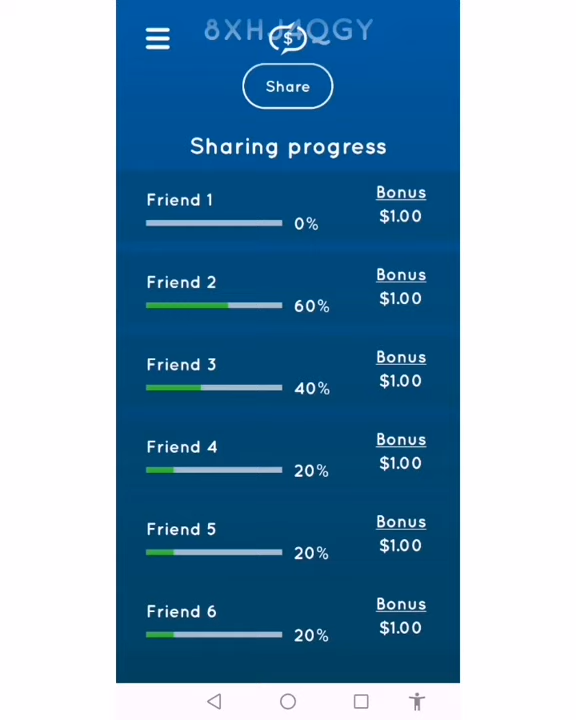 Share
Sharing progress
Friend 1
0%
Bonus
$1.00
Friend 2
60%
Bonus
$1.00
Friend 3
40%
Bonus
$1.00
Friend 4
20%
Bonus
$1.00
Friend 5
20%
Bonus
$1.00
Friend 6
20%
Bonus
$1.00